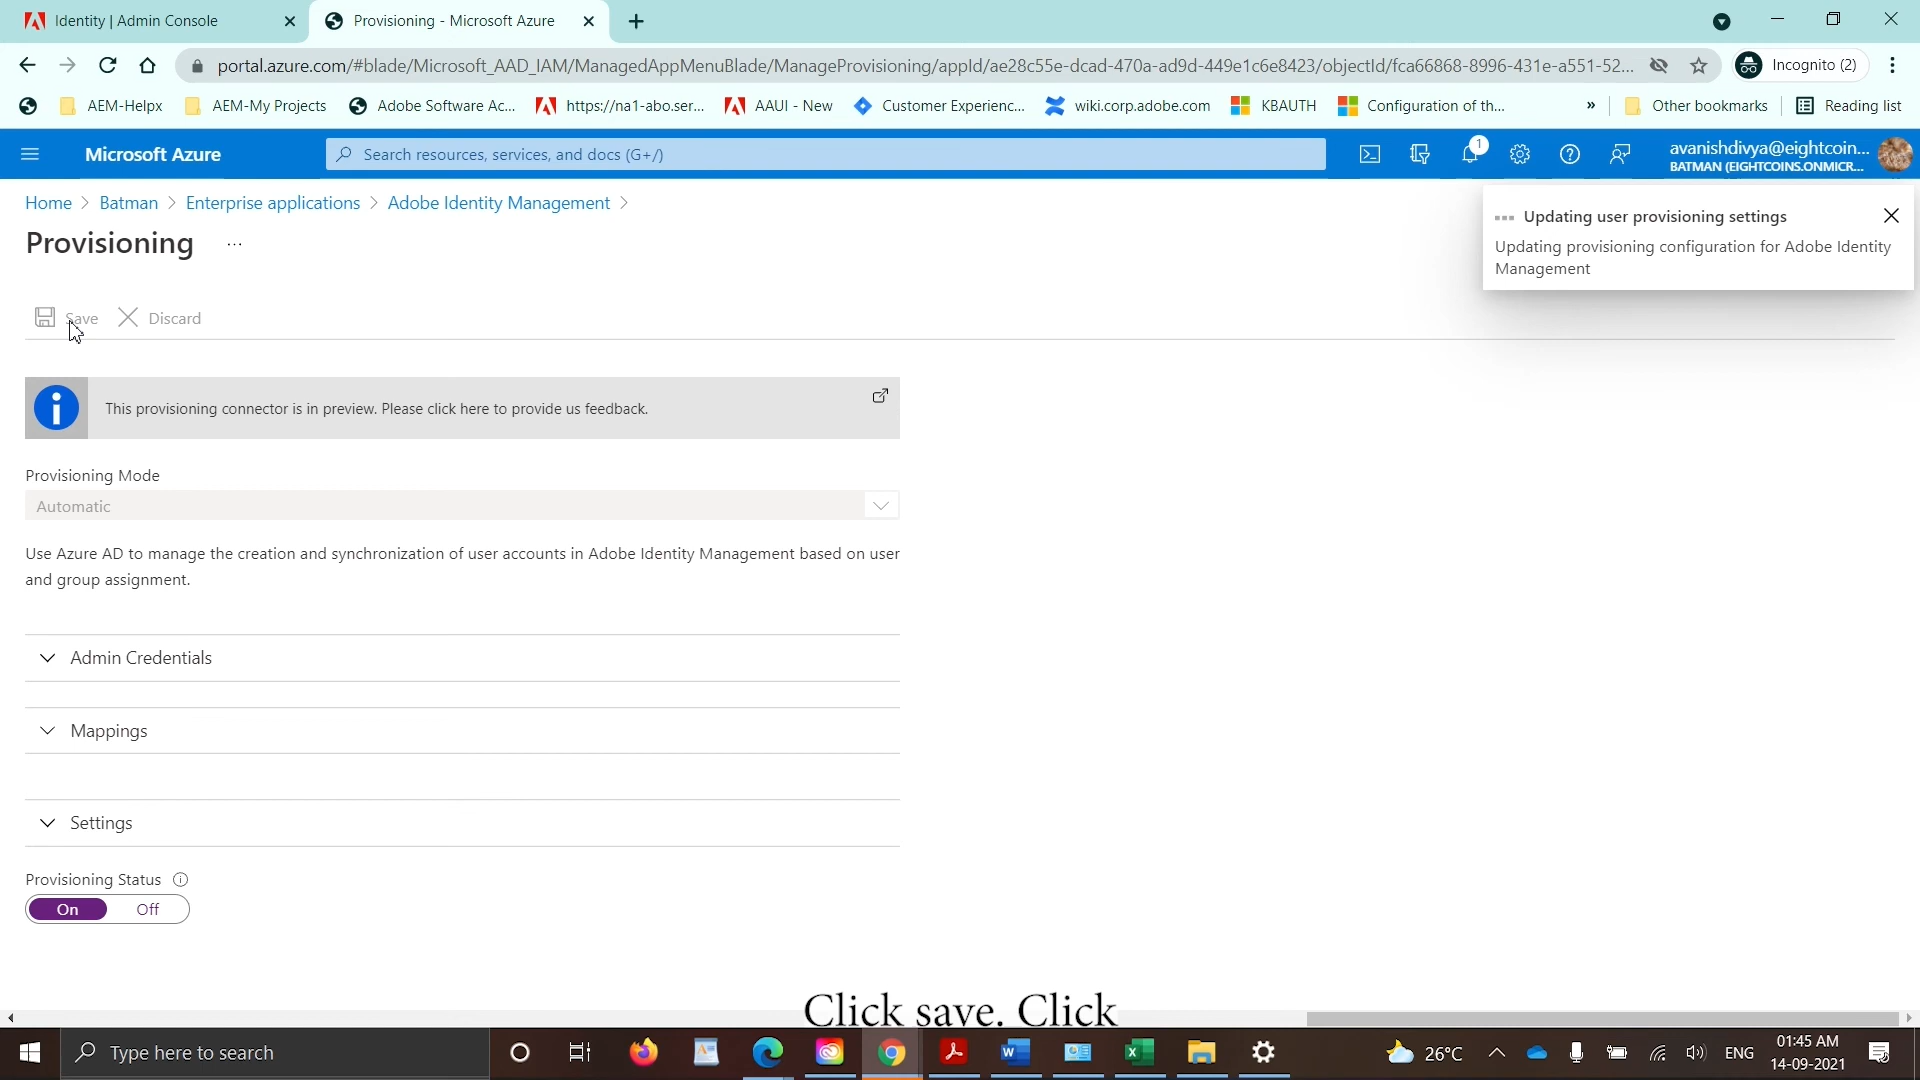 Identity | Admin Console
Provisioning - Microsoft Azure
portal.azure.com/#blade/Microsoft_AAD_IAM/ManagedAppMenuBlade/ManageProvisioning/appId/ae28c55e-dcad-470a-ad9d-449e1c6e8423/objectId/fca66868-8996-431e-a551-52...
Incognito (2)
AEM-Helpx
AEM-My Projects
Adobe Software Ac...
https://na1-abo.ser...
AAUI - New
Customer Experienc...
wiki.corp.adobe.com
KBAUTH
Configuration of th...
»
Other bookmarks
Reading list
Microsoft Azure
Search resources, services, and docs (G+/)
1
avanishdivya@eightcoin...
BATMAN (EIGHTCOINS.ONMICR...
Home > Batman > Enterprise applications > Adobe Identity Management >
Provisioning ...
Updating user provisioning settings
Updating provisioning configuration for Adobe Identity
Management
Save
Discard
This provisioning connector is in preview. Please click here to provide us feedback.
Provisioning Mode
Automatic
Use Azure AD to manage the creation and synchronization of user accounts in Adobe Identity Management based on user
and group assignment.
Admin Credentials
Mappings
Settings
Provisioning Status
On
Off
Click save. Click
Type here to search
26°C
ENG
01:45 AM
14-09-2021